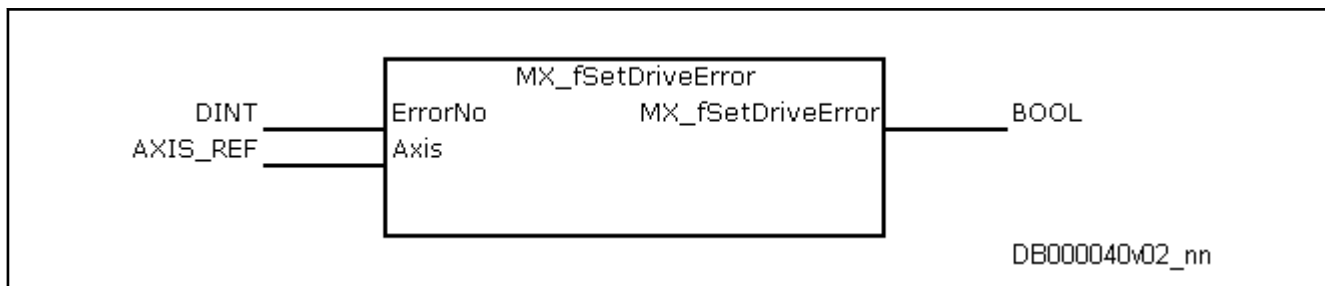 MX_fSetDriveError
DINT ErrorNo MX_fSetDriveError BOOL
AXIS_REF Axis
DB000040v02_nn